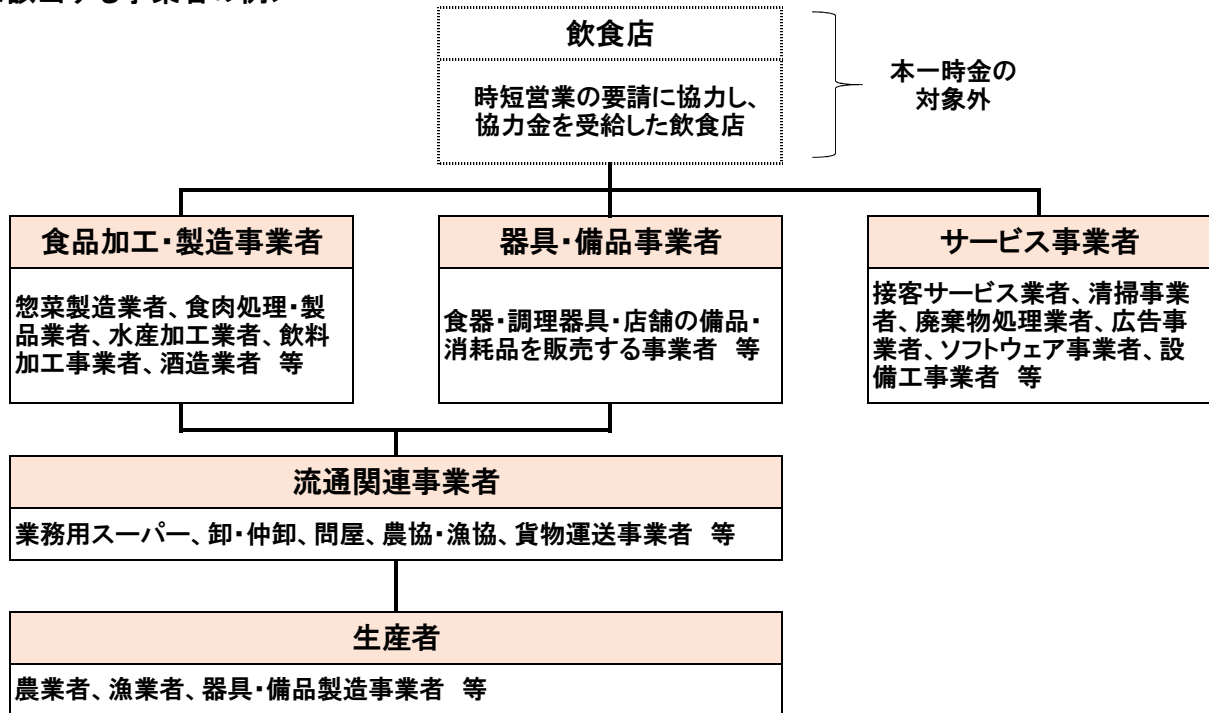 飲食店
時短営業の要請に協力し、
協力金を受給した飲食店
本一時金の
対象外
食品加工・製造事業者
惣菜製造業者、食肉処理・製
品業者、水産加工業者、飲料
加工事業者、酒造業者 等
器具・備品事業者
食器・調理器具・店舗の備品・
消耗品を販売する事業者 等
サービス事業者
接客サービス業者、清掃事業
者、廃棄物処理業者、広告事
業者、ソフトウェア事業者、設
備工事業者 等
流通関連事業者
業務用スーパー、卸・仲卸、問屋、農協・漁協、貨物運送事業者 等
生産者
農業者、漁業者、器具・備品製造事業者 等